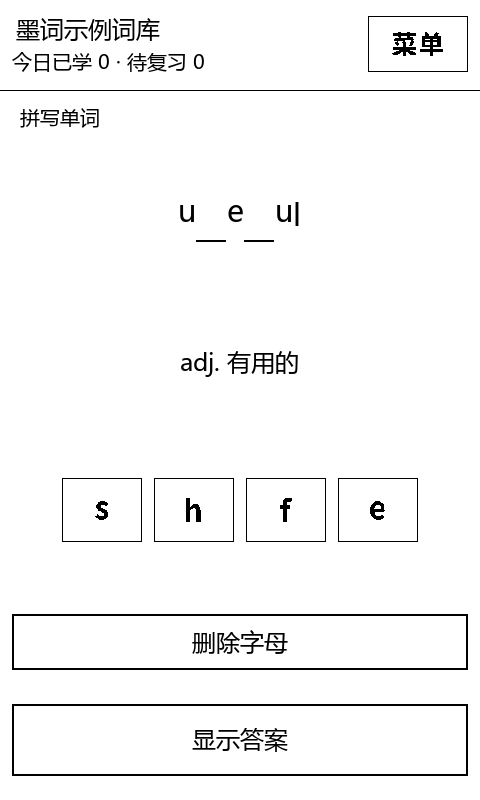 墨词示例词库
今日已学 0 · 待复习 0
菜单
拼写单词
u _ e _ ul
adj. 有用的
s h f e
删除字母
显示答案